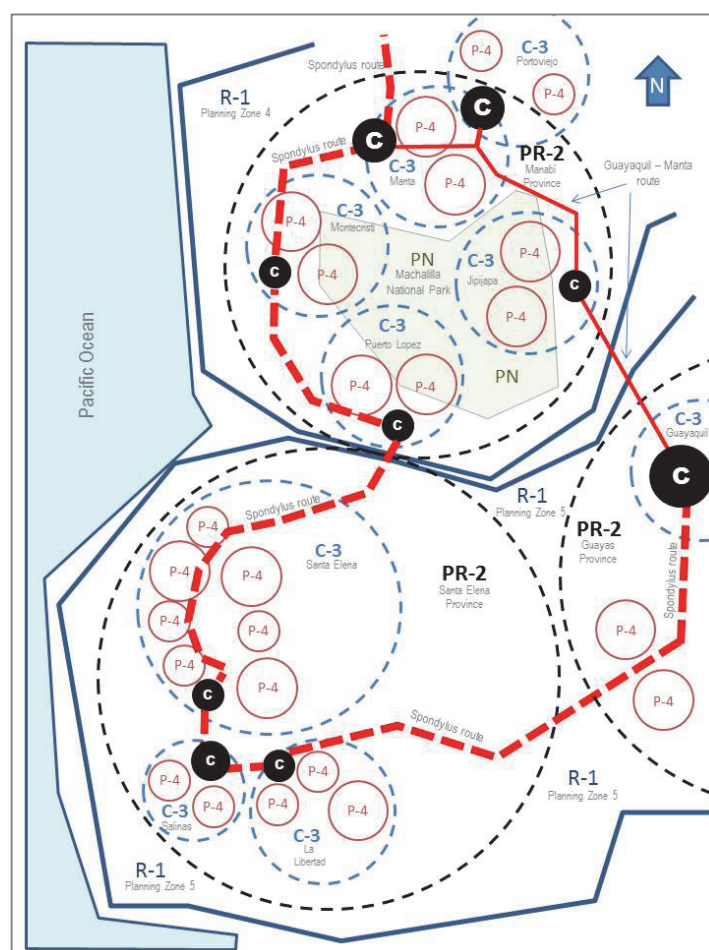 C-3
Portoviejo
P-4
P-4
N
Spondylus route
R-1
Planning Zone 4
C
C
P-4
Spondylus route
PR-2
Manabí
Province
Guayaquil – Manta
route
C-3
Manta
P-4
P-4
C-3
Montecristi
P-4
C
PN
Machalilla
National Park
C-3
Jipijapa
P-4
P-4
C
Pacific Ocean
C-3
Puerto Lopez
P-4
P-4
PN
C
C-3
Guayaquil
C
R-1
Planning Zone 5
Spondylus route
PR-2
Guayas
Province
Spondylus route
P-4
C-3
Santa Elena
P-4
P-4
PR-2
Santa Elena
Province
P-4
P-4
P-4
P-4
P-4
P-4
C
Spondylus route
C
C
P-4
P-4
P-4
P-4
P-4
C-3
Salinas
C-3
La
Libertad
R-1
Planning Zone 5
R-1
Planning Zone 5